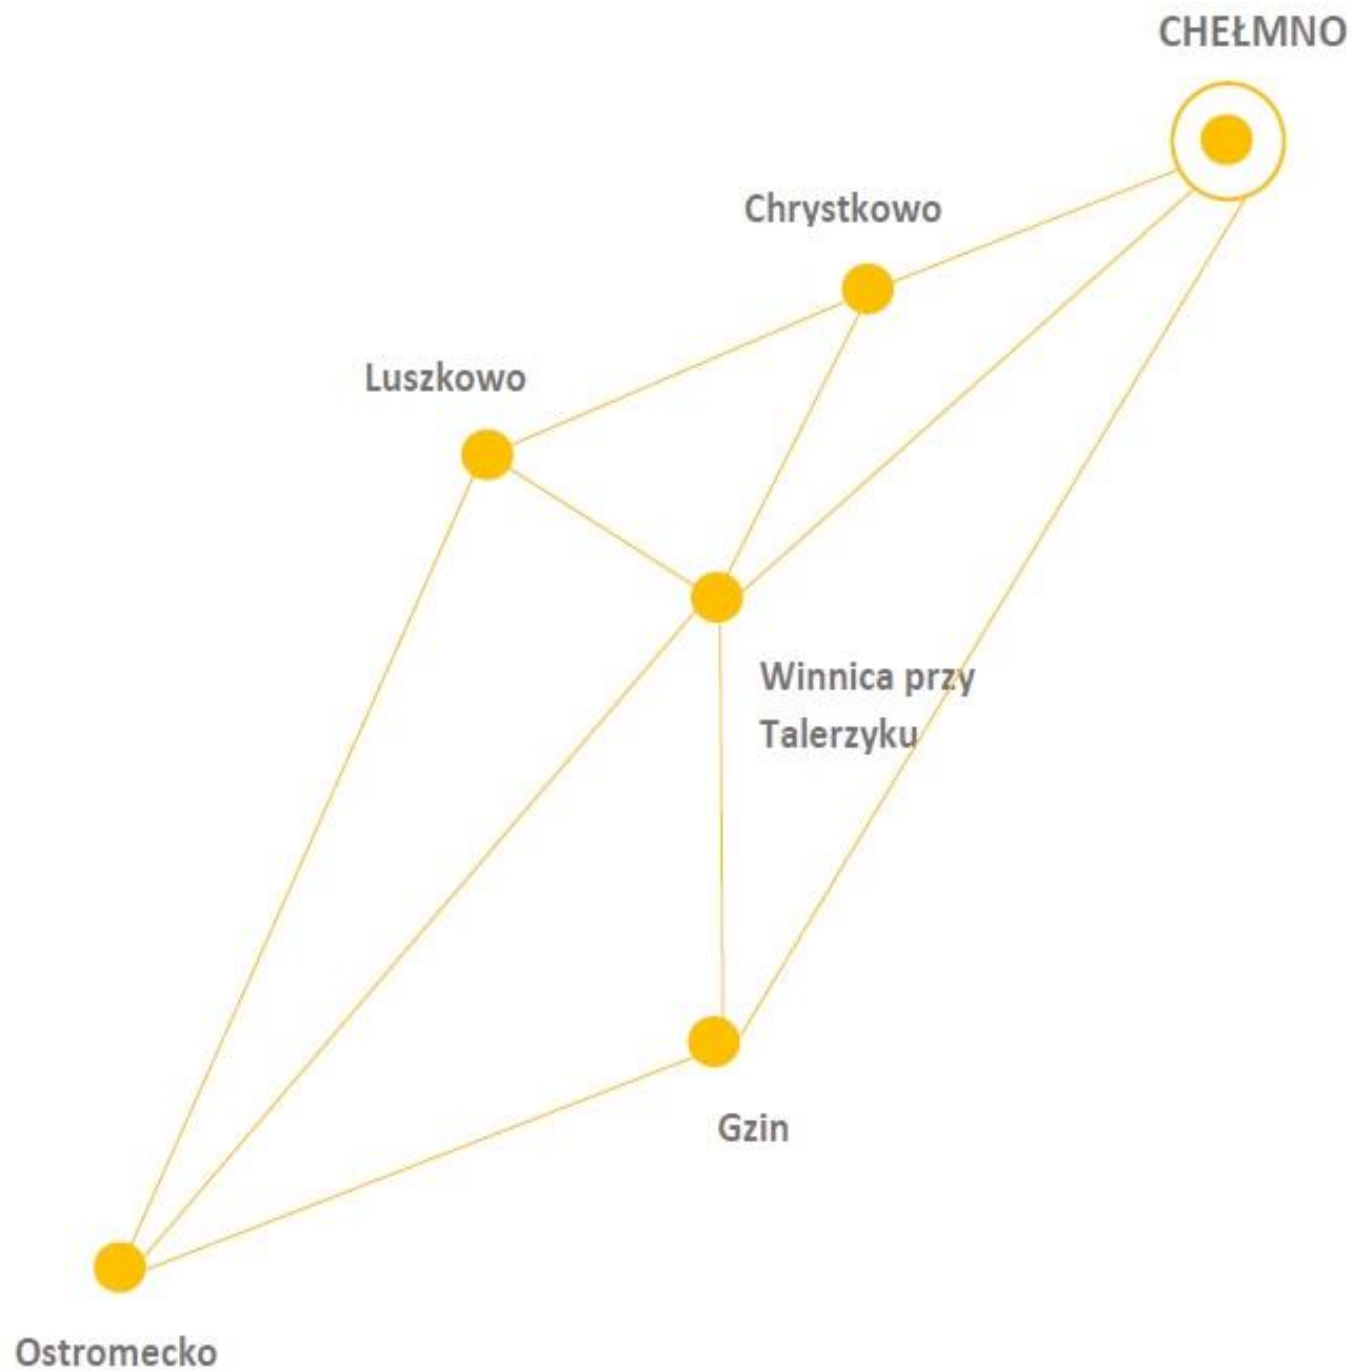 CHEŁMNO
Chrystkowo
Luszkowo
Winnica przy
Talerzyku
Gzin
Ostromecko